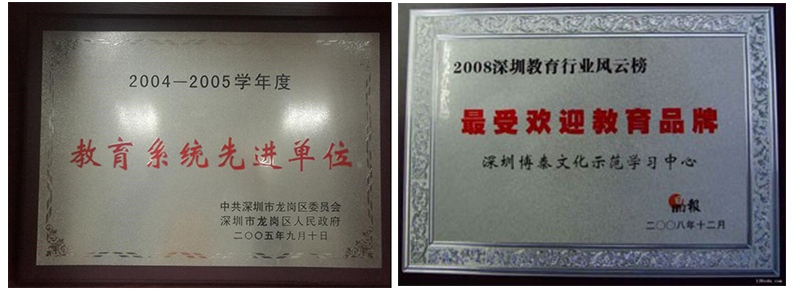 2004—2005学年度
教育系统先进单位
中共深圳市龙岗区委员会
深圳市龙岗区人民政府
二〇〇五年九月十日
2008深圳教育行业风云榜
最受欢迎教育品牌
深圳博泰文化示范学习中心
晶报
二〇〇八年十二月